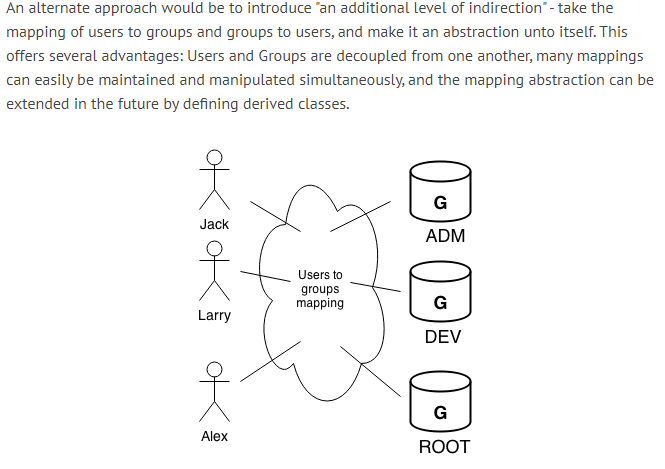 An alternate approach would be to introduce "an additional level of indirection" - take the
mapping of users to groups and groups to users, and make it an abstraction unto itself. This
offers several advantages: Users and Groups are decoupled from one another, many mappings
can easily be maintained and manipulated simultaneously, and the mapping abstraction can be
extended in the future by defining derived classes.
Jack
G
ADM
Users to
groups
mapping
Larry
G
DEV
Alex
G
ROOT